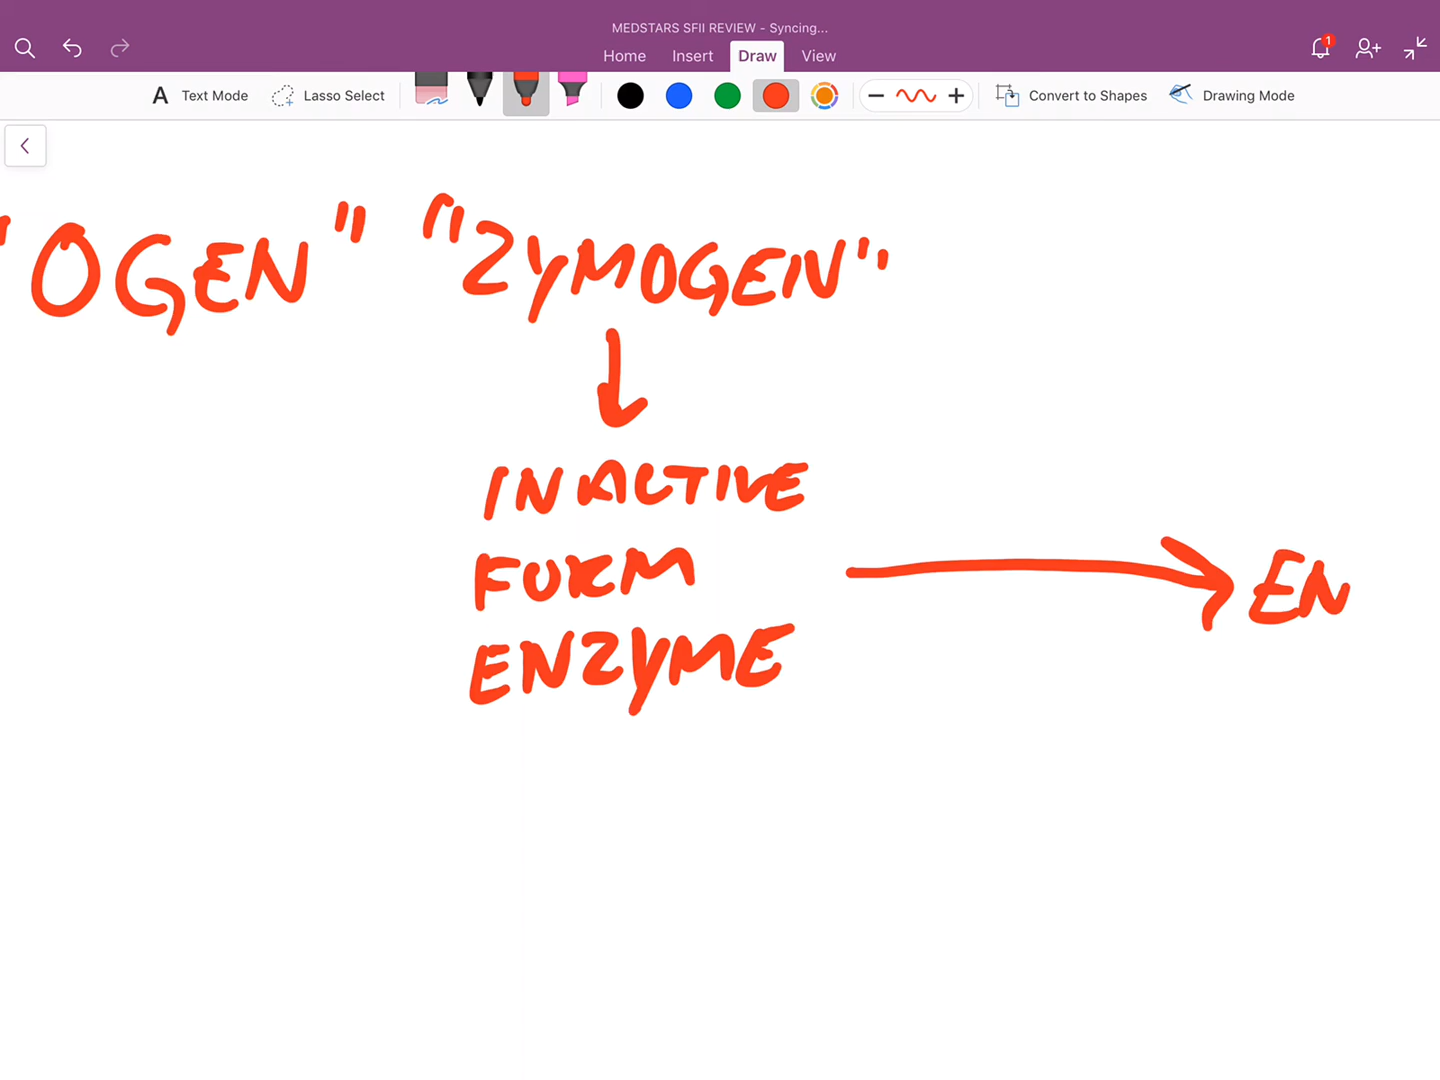 MEDSTARS SFII REVIEW - Syncing...
Home Insert Draw View
1
A Text Mode Lasso Select Convert to Shapes Drawing Mode
"OGEN" "ZYMOGEN"
INACTIVE
FORM
ENZYME
EN